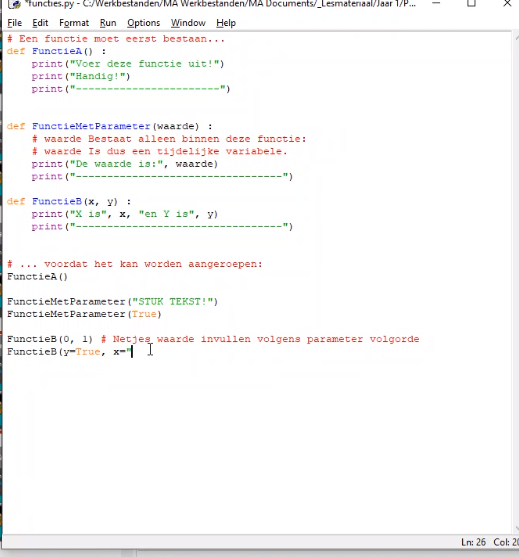 *functies.py - C:/Werkbestanden/MA Werkbestanden/MA Documents/_Lesmateriaal/Jaar 1/P...
File Edit Format Run Options Window Help
# Een functie moet eerst bestaan...
def FunctieA() :
    print("Voer deze functie uit!")
    print("Handig!")
    print("-----------------------")
def FunctieMetParameter(waarde) :
    # waarde Bestaat alleen binnen deze functie:
    # waarde Is dus een tijdelijke variabele.
    print("De waarde is:", waarde)
    print("---------------------------------")
def FunctieB(x, y) :
    print("X is", x, "en Y is", y)
    print("---------------------------------")
# ... voordat het kan worden aangeroepen:
FunctieA()
FunctieMetParameter("STUK TEKST!")
FunctieMetParameter(True)
FunctieB(0, 1) # Netjes waarde invullen volgens parameter volgorde
FunctieB(y=True, x="
Ln: 26 Col: 20